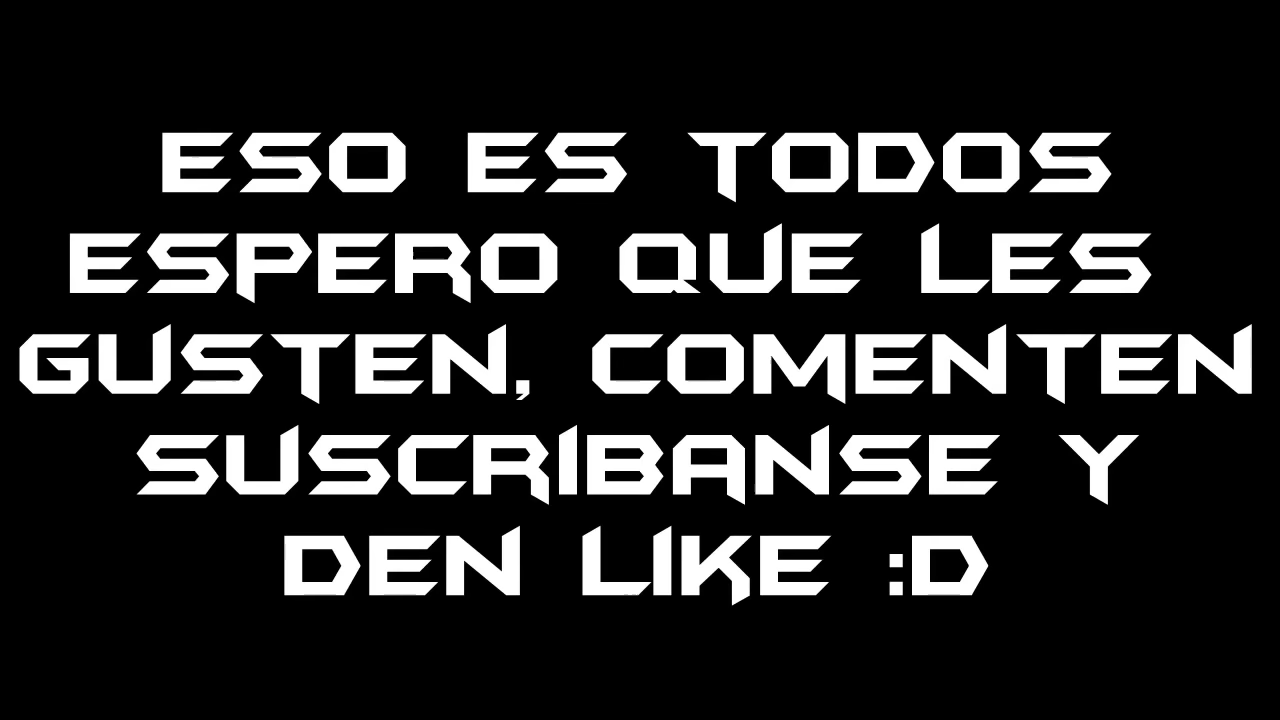 ESO ES TODOS
ESPERO QUE LES
GUSTEN, COMENTEN
SUSCRIBANSE Y
DEN LIKE :D